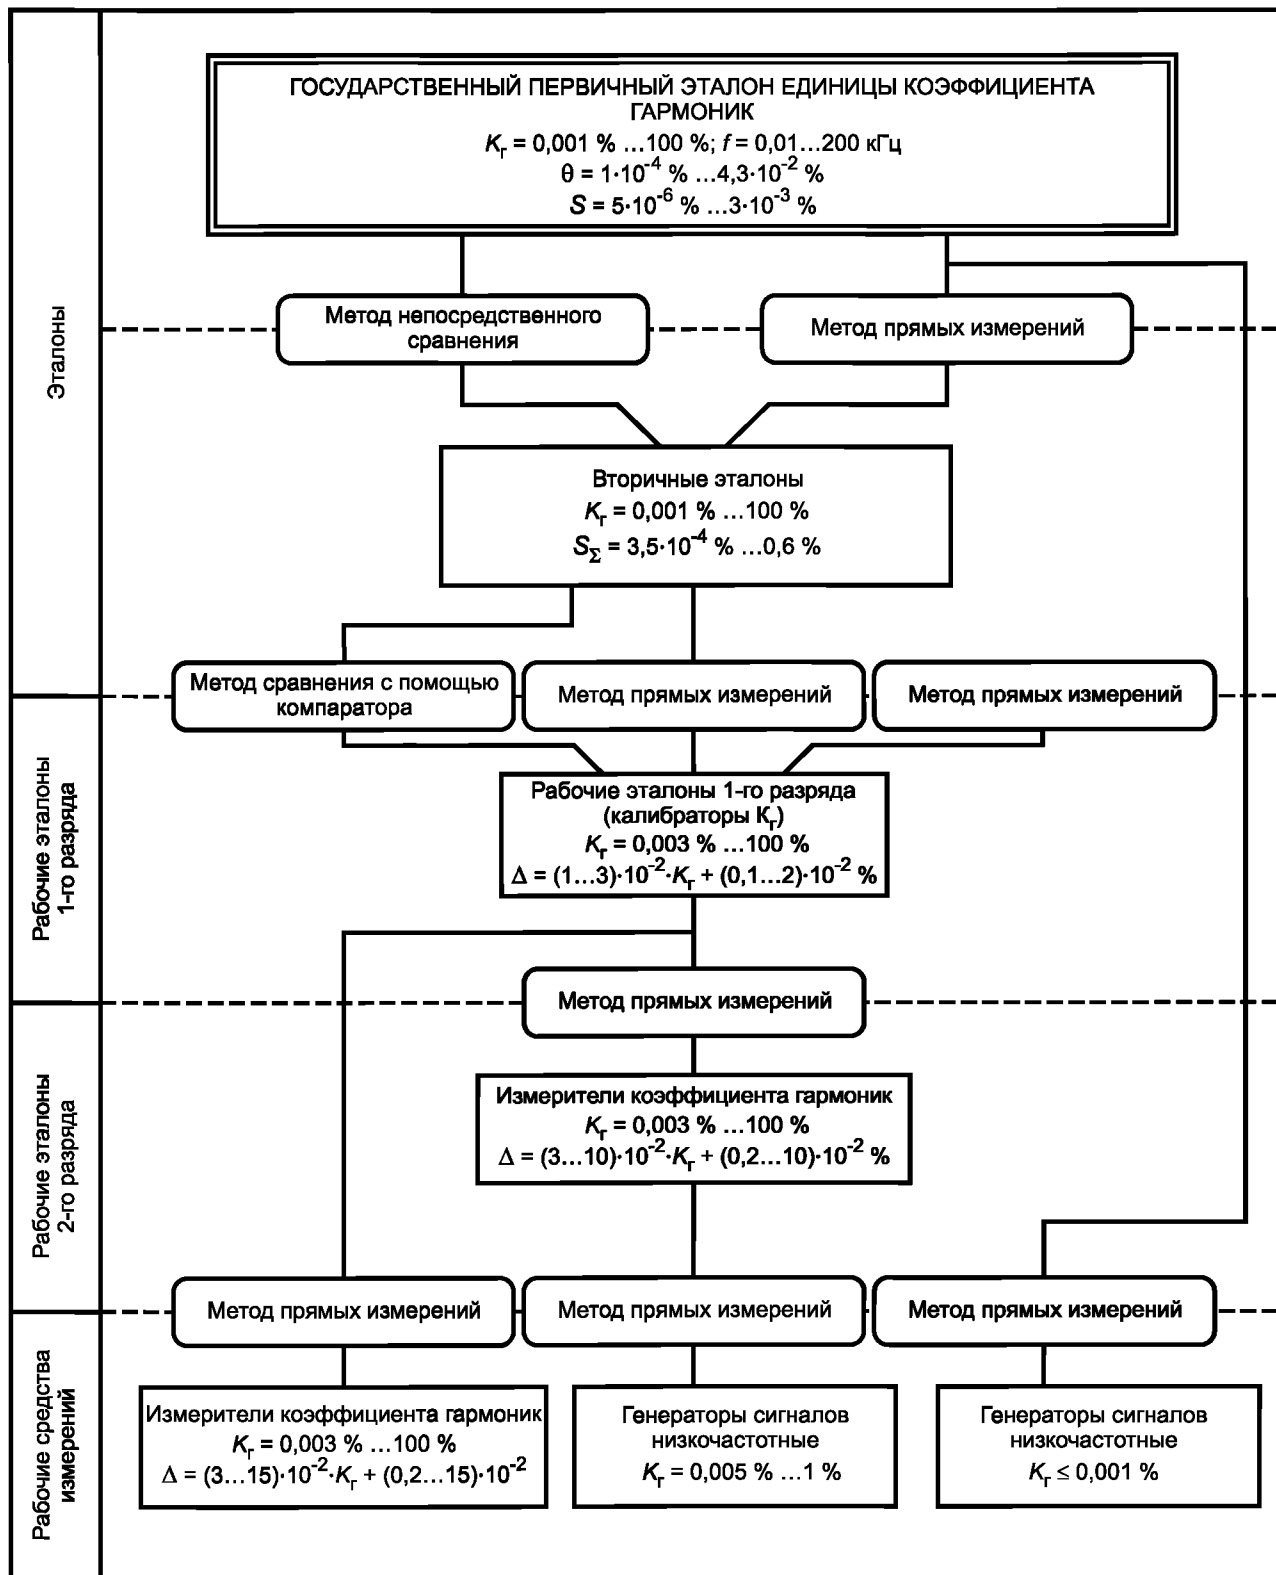 Эталоны
ГОСУДАРСТВЕННЫЙ ПЕРВИЧНЫЙ ЭТАЛОН ЕДИНИЦЫ КОЭФФИЦИЕНТА
ГАРМОНИК
Kг = 0,001 % ...100 %; f = 0,01...200 кГц
θ = 1·10⁻⁴ % ...4,3·10⁻² %
S = 5·10⁻⁶ % ...3·10⁻³ %
Метод непосредственного
сравнения
Метод прямых измерений
Вторичные эталоны
Kг = 0,001 % ...100 %
SΣ = 3,5·10⁻⁴ % ...0,6 %
Метод сравнения с помощью
компаратора
Метод прямых измерений
Метод прямых измерений
Рабочие эталоны
1-го разряда
Рабочие эталоны 1-го разряда
(калибраторы Kг)
Kг = 0,003 % ...100 %
Δ = (1...3)·10⁻²·Kг + (0,1...2)·10⁻² %
Метод прямых измерений
Рабочие эталоны
2-го разряда
Измерители коэффициента гармоник
Kг = 0,003 % ...100 %
Δ = (3...10)·10⁻²·Kг + (0,2...10)·10⁻² %
Метод прямых измерений
Метод прямых измерений
Метод прямых измерений
Рабочие средства
измерений
Измерители коэффициента гармоник
Kг = 0,003 % ...100 %
Δ = (3...15)·10⁻²·Kг + (0,2...15)·10⁻²
Генераторы сигналов
низкочастотные
Kг = 0,005 % ...1 %
Генераторы сигналов
низкочастотные
Kг ≤ 0,001 %